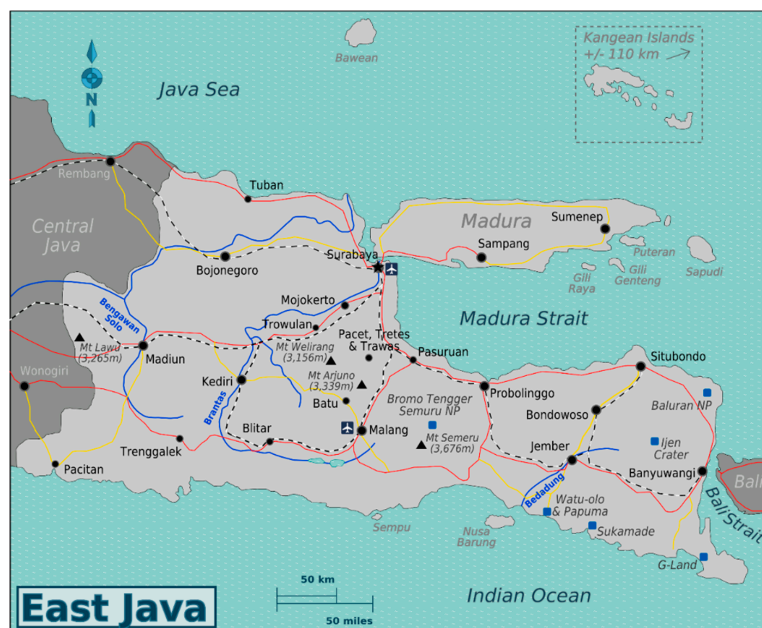 Kangean Islands
+/- 110 km
Bawean
Java Sea
N
Rembang
Tuban
Central
Java
Madura
Sumenep
Surabaya
Sampang
Puteran
Bojonegoro
Sapudi
Gili
Raya
Gili
Genteng
Mojokerto
Bengawan
Solo
Trowulan
Madura Strait
Mt Lawu
(3,265m)
Madiun
Mt Welirang
(3,156m)
Pacet, Tretes
& Trawas
Pasuruan
Situbondo
Wonogiri
Kediri
Mt Arjuno
(3,339m)
Probolinggo
Brantas
Batu
Bromo Tengger
Semuru NP
Baluran NP
Bondowoso
Blitar
Malang
Mt Semeru
(3,676m)
Ijen
Crater
Trenggalek
Jember
Pacitan
Banyuwangi
Bali
Bedadung
Watu-olo
& Papuma
Bali Strait
Sempu
Nusa
Barung
Sukamade
G-Land
Indian Ocean
50 km
50 miles
East Java